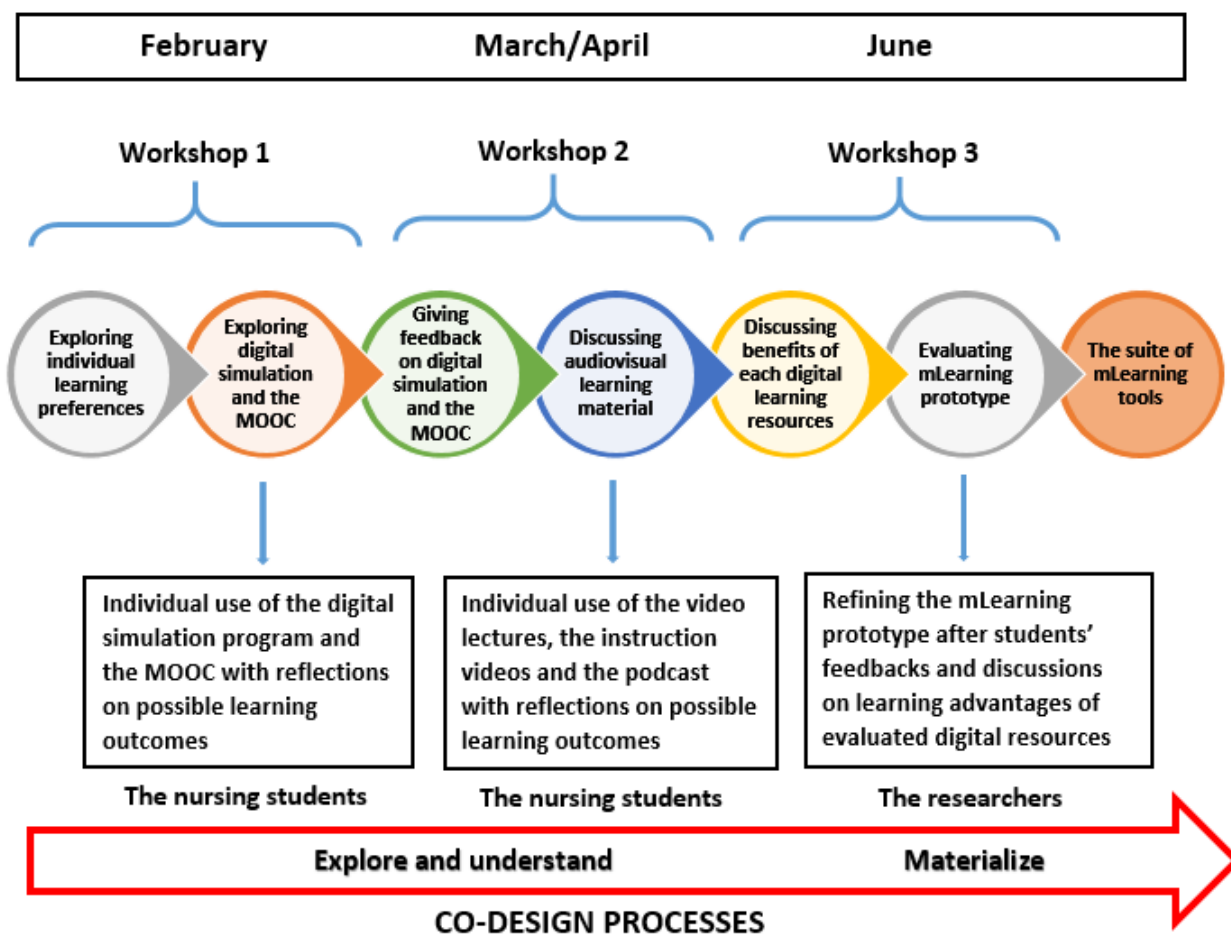 February March/April June
Workshop 1 Workshop 2 Workshop 3
Exploring
individual
learning
preferences
Exploring
digital
simulation
and the
MOOC
Giving
feedback
on digital
simulation
and the
MOOC
Discussing
audiovisual
learning
material
Discussing
benefits of
each digital
learning
resources
Evaluating
mLearning
prototype
The suite of
mLearning
tools
Individual use of the digital
simulation program and
the MOOC with reflections
on possible learning
outcomes
The nursing students
Individual use of the video
lectures, the instruction
videos and the podcast
with reflections on possible
learning outcomes
The nursing students
Refining the mLearning
prototype after students’
feedbacks and discussions
on learning advantages of
evaluated digital resources
The researchers
Explore and understand Materialize
CO-DESIGN PROCESSES